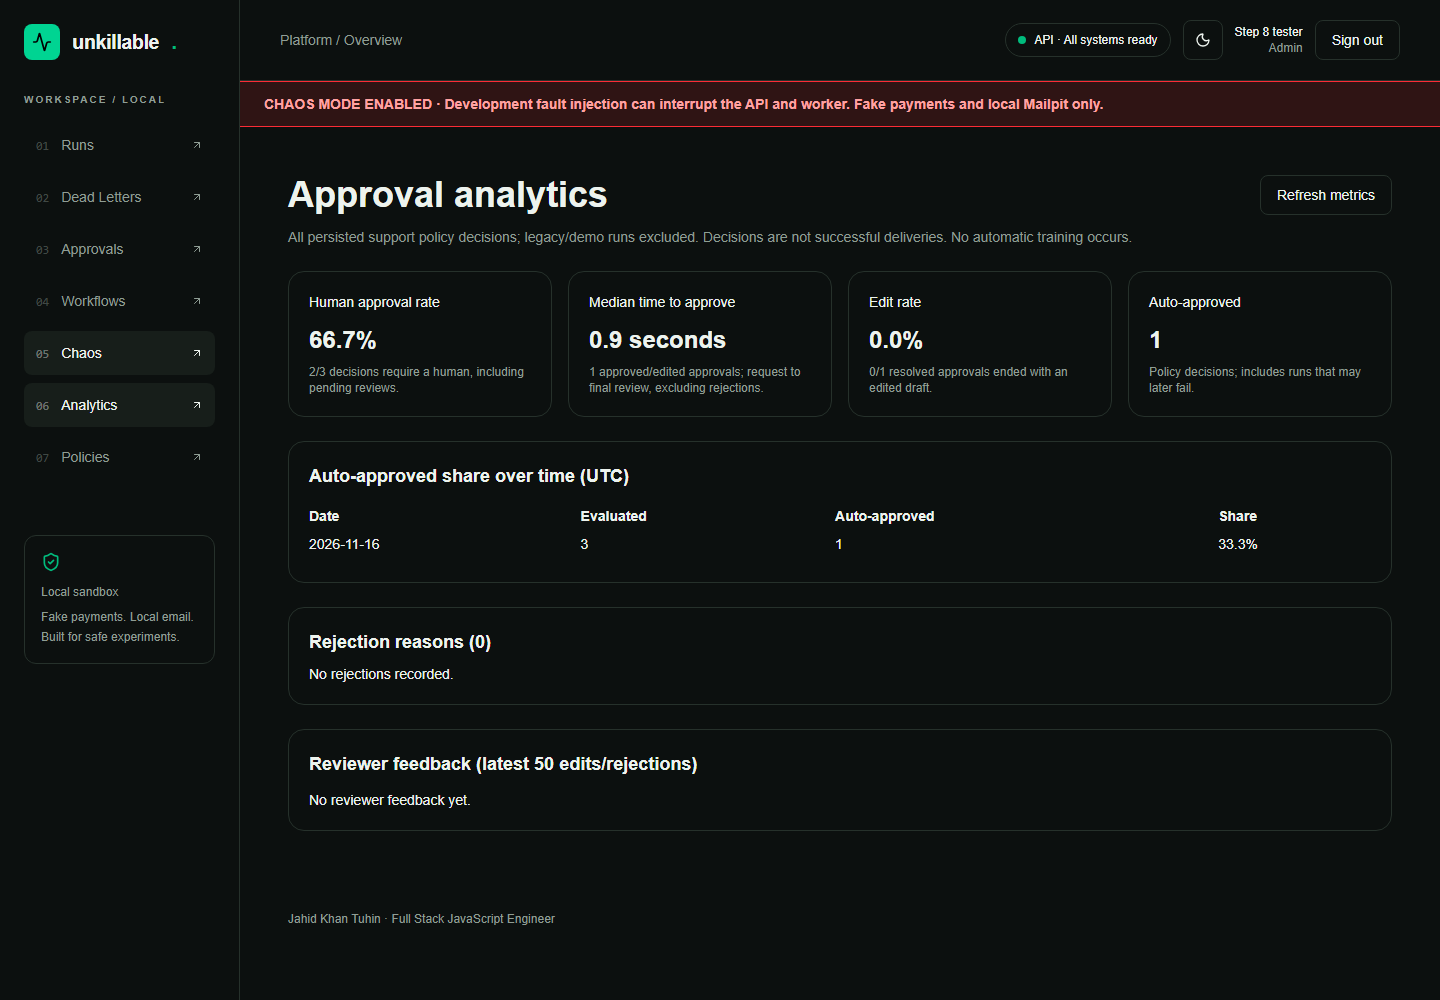 unkillable .
WORKSPACE / LOCAL
01 Runs
02 Dead Letters
03 Approvals
04 Workflows
05 Chaos
06 Analytics
07 Policies
Local sandbox
Fake payments. Local email.
Built for safe experiments.
Platform / Overview
API · All systems ready
Step 8 tester
Admin
Sign out
CHAOS MODE ENABLED · Development fault injection can interrupt the API and worker. Fake payments and local Mailpit only.
Approval analytics
Refresh metrics
All persisted support policy decisions; legacy/demo runs excluded. Decisions are not successful deliveries. No automatic training occurs.
Human approval rate
66.7%
2/3 decisions require a human, including
pending reviews.
Median time to approve
0.9 seconds
1 approved/edited approvals; request to
final review, excluding rejections.
Edit rate
0.0%
0/1 resolved approvals ended with an
edited draft.
Auto-approved
1
Policy decisions; includes runs that may
later fail.
Auto-approved share over time (UTC)
Date Evaluated Auto-approved Share
2026-11-16 3 1 33.3%
Rejection reasons (0)
No rejections recorded.
Reviewer feedback (latest 50 edits/rejections)
No reviewer feedback yet.
Jahid Khan Tuhin · Full Stack JavaScript Engineer